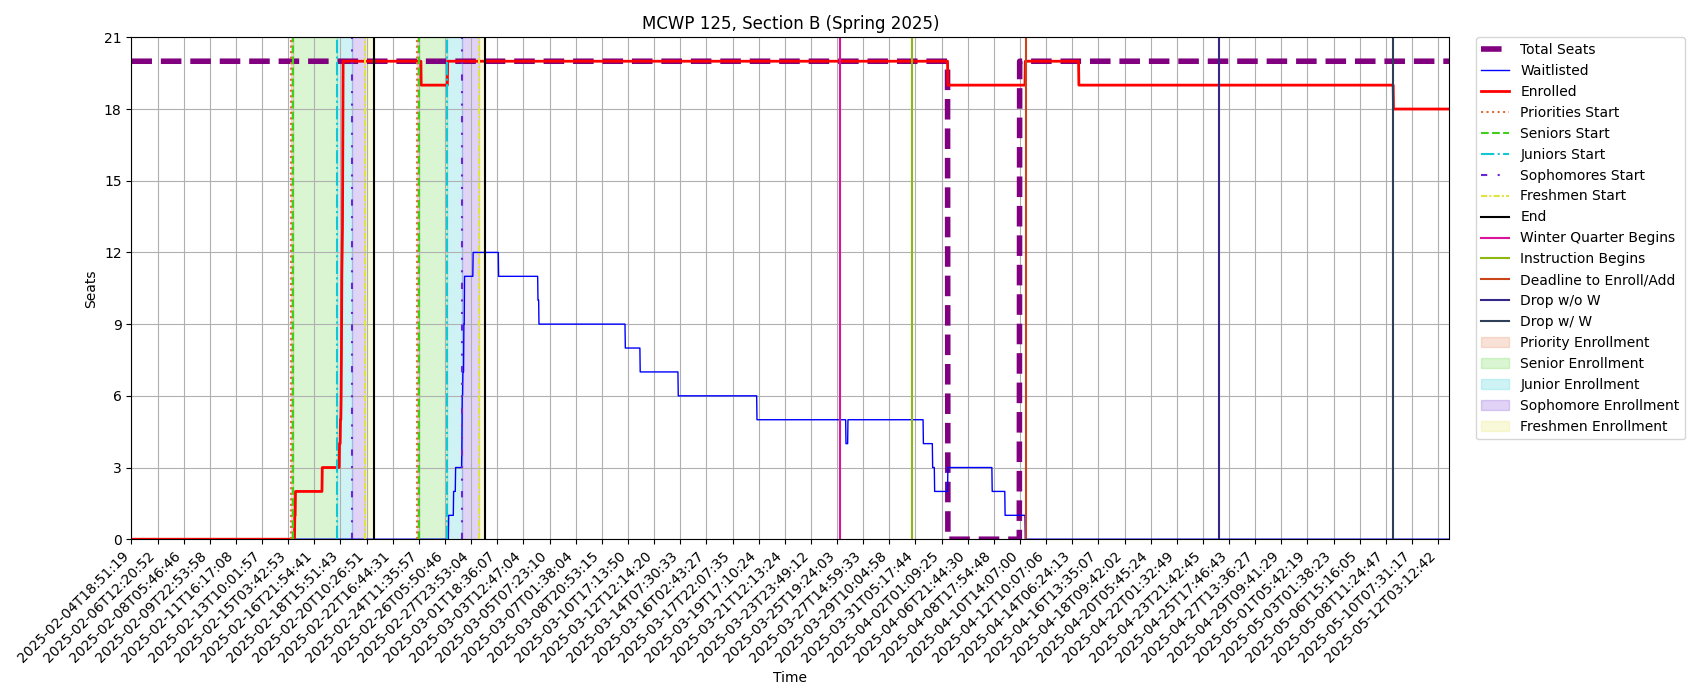 MCWP 125, Section B (Spring 2025)
Seats
21
18
15
12
9
6
3
0
2025-02-04T18:51:19
2025-02-06T12:20:52
2025-02-08T05:46:46
2025-02-09T22:53:58
2025-02-11T16:17:08
2025-02-13T10:01:57
2025-02-15T03:42:53
2025-02-16T21:54:41
2025-02-18T15:51:43
2025-02-20T10:26:51
2025-02-22T16:44:31
2025-02-24T11:35:57
2025-02-26T05:50:46
2025-02-27T23:53:04
2025-03-01T18:36:07
2025-03-03T12:47:04
2025-03-05T07:23:10
2025-03-07T01:38:04
2025-03-08T20:53:15
2025-03-10T17:13:50
2025-03-12T12:14:20
2025-03-14T07:30:33
2025-03-16T02:43:27
2025-03-17T22:07:35
2025-03-19T17:10:24
2025-03-21T12:13:24
2025-03-23T23:49:12
2025-03-25T19:24:03
2025-03-27T14:59:33
2025-03-29T10:04:58
2025-03-31T05:17:44
2025-04-02T01:09:25
2025-04-06T21:44:30
2025-04-08T17:54:48
2025-04-10T14:07:00
2025-04-12T10:07:06
2025-04-14T06:24:13
2025-04-16T13:35:07
2025-04-18T09:42:02
2025-04-20T05:45:24
2025-04-22T01:32:49
2025-04-23T21:42:45
2025-04-25T17:46:43
2025-04-27T13:36:27
2025-04-29T09:41:29
2025-05-01T05:42:19
2025-05-03T01:38:23
2025-05-06T15:16:05
2025-05-08T11:24:47
2025-05-10T07:31:17
2025-05-12T03:12:42
Time
Total Seats
Waitlisted
Enrolled
Priorities Start
Seniors Start
Juniors Start
Sophomores Start
Freshmen Start
End
Winter Quarter Begins
Instruction Begins
Deadline to Enroll/Add
Drop w/o W
Drop w/ W
Priority Enrollment
Senior Enrollment
Junior Enrollment
Sophomore Enrollment
Freshmen Enrollment